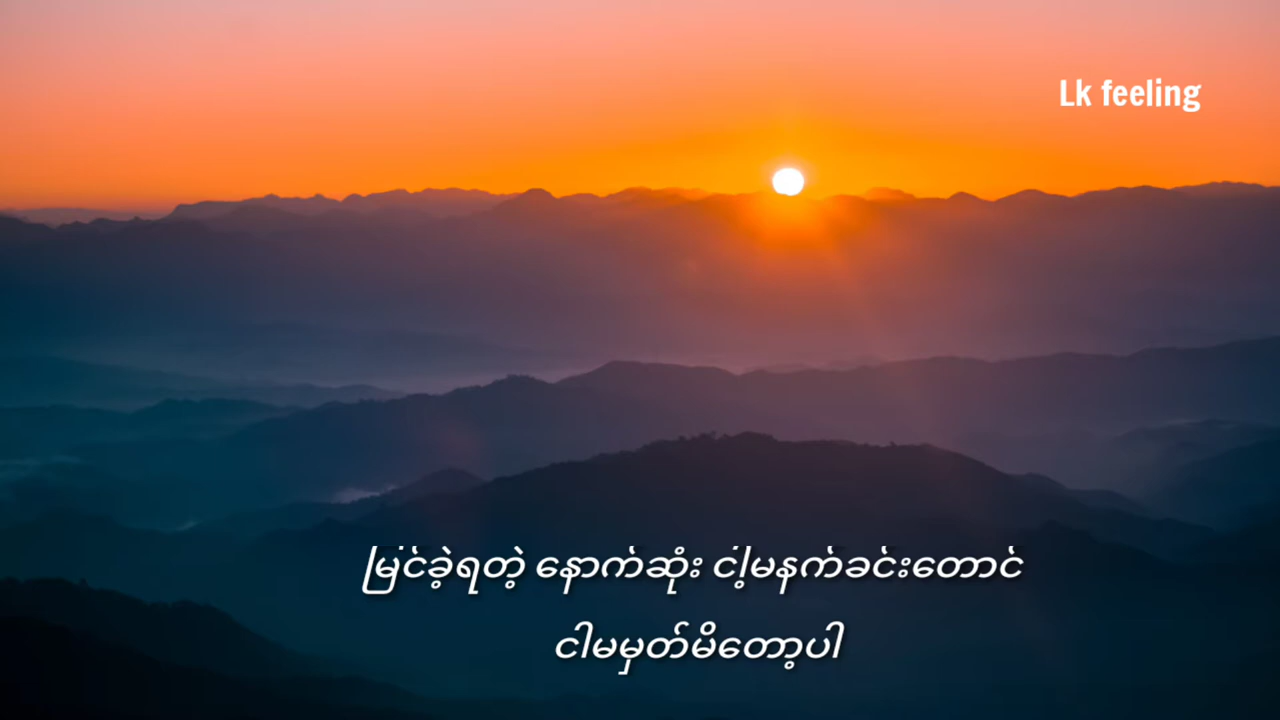 Lk feeling
မြင်ခဲ့ရတဲ့ နောက်ဆုံး ငါ့မနက်ခင်းတောင်
ငါမမှတ်မိတော့ပါ